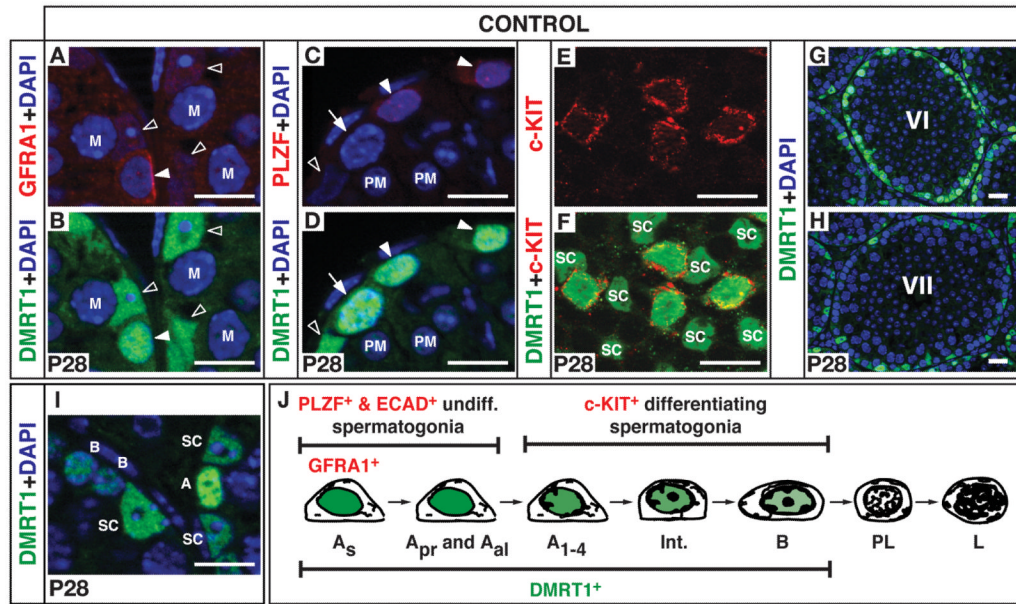 CONTROL
GFRA1+DAPI
DMRT1+DAPI
A
M
M
M
B
M
M
M
P28
PLZF+DAPI
DMRT1+DAPI
C
PM
PM
D
PM
PM
P28
c-KIT
DMRT1+c-KIT
E
F
SC
SC
SC
SC
SC
SC
SC
P28
DMRT1+DAPI
G
VI
H
VII
P28
DMRT1+DAPI
I
B
B
SC
A
SC
SC
P28
J
PLZF+ & ECAD+ undiff.
spermatogonia
c-KIT+ differentiating
spermatogonia
GFRA1+
As
Apr and Aal
A1-4
Int.
B
PL
L
DMRT1+